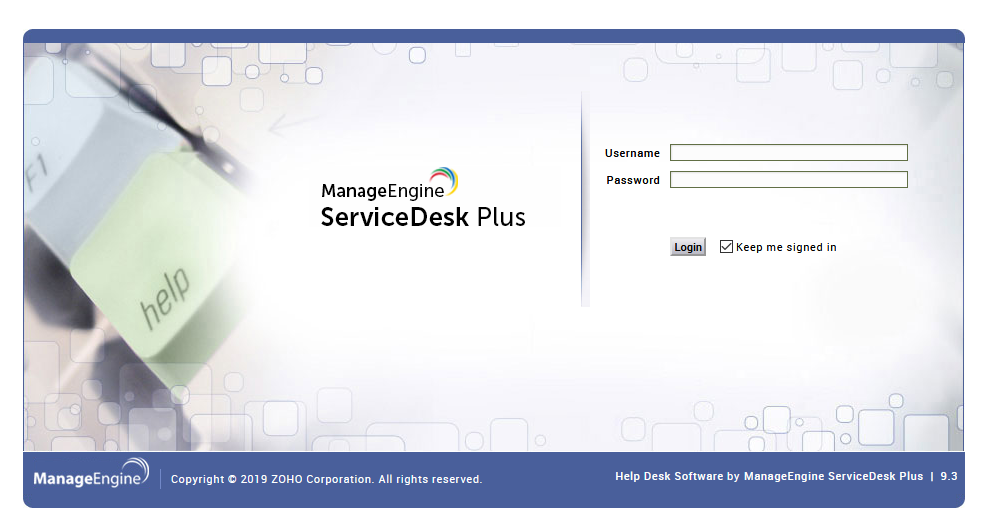 F1
help
ManageEngine
ServiceDesk Plus
Username
Password
Login
Keep me signed in
ManageEngine
Copyright © 2019 ZOHO Corporation. All rights reserved.
Help Desk Software by ManageEngine ServiceDesk Plus | 9.3